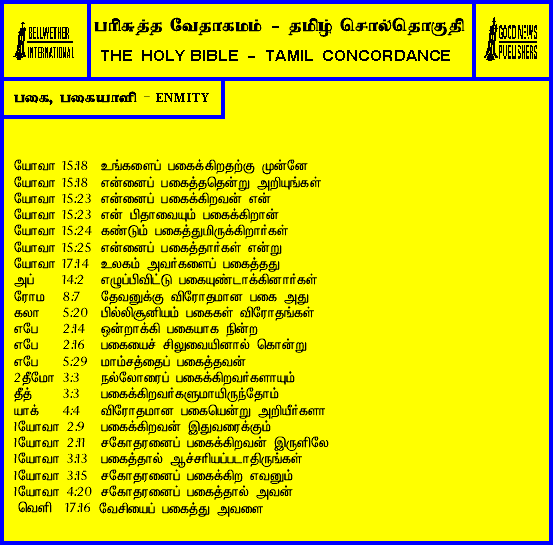 BELLWETHER
INTERNATIONAL
பரிசுத்த வேதாகமம் - தமிழ் சொல்தொகுதி
THE HOLY BIBLE - TAMIL CONCORDANCE
GOOD NEWS
PUBLISHERS
பகை, பகையாளி - ENMITY
யோவா 15:18 உங்களைப் பகைக்கிறதற்கு முன்னே
யோவா 15:18 என்னைப் பகைத்ததென்று அறியுங்கள்
யோவா 15:23 என்னைப் பகைக்கிறவன் என்
யோவா 15:23 என் பிதாவையும் பகைக்கிறான்
யோவா 15:24 கண்டும் பகைத்துமிருக்கிறார்கள்
யோவா 15:25 என்னைப் பகைத்தார்கள் என்று
யோவா 17:14 உலகம் அவர்களைப் பகைத்தது
அப் 14:2 எழுப்பிவிட்டு பகையுண்டாக்கினார்கள்
ரோம 8:7 தேவனுக்கு விரோதமான பகை அது
கலா 5:20 பில்லிசூனியம் பகைகள் விரோதங்கள்
எபே 2:14 ஒன்றாக்கி பகையாக நின்ற
எபே 2:16 பகையைச் சிலுவையினால் கொன்று
எபே 5:29 மாம்சத்தைப் பகைத்தவன்
2தீமோ 3:3 நல்லோரைப் பகைக்கிறவர்களாயும்
தீத் 3:3 பகைக்கிறவர்களுமாயிருந்தோம்
யாக் 4:4 விரோதமான பகையென்று அறியீர்களா
1யோவா 2:9 பகைக்கிறவன் இதுவரைக்கும்
1யோவா 2:11 சகோதரனைப் பகைக்கிறவன் இருளிலே
1யோவா 3:13 பகைத்தால் ஆச்சரியப்படாதிருங்கள்
1யோவா 3:15 சகோதரனைப் பகைக்கிற எவனும்
1யோவா 4:20 சகோதரனைப் பகைத்தால் அவன்
வெளி 17:16 வேசியைப் பகைத்து அவளை